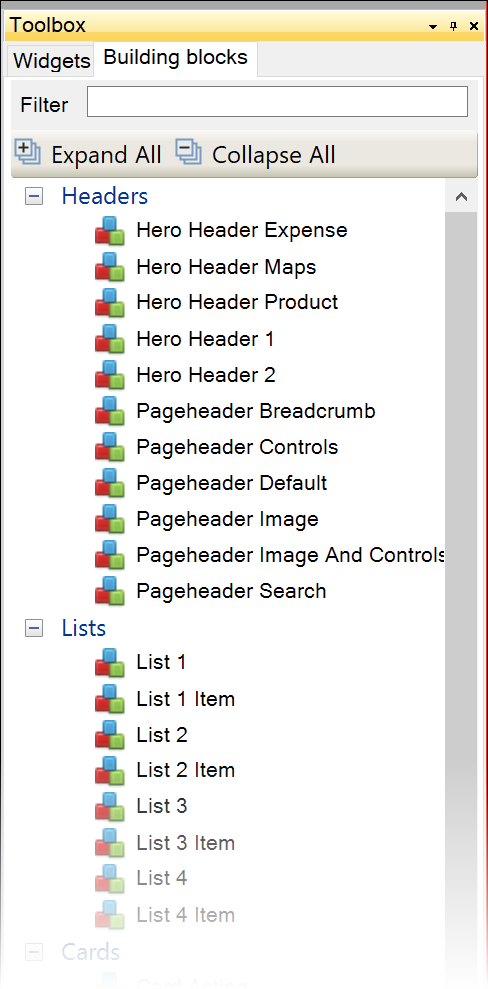 Toolbox
Widgets Building blocks
Filter
Expand All Collapse All
Headers
Hero Header Expense
Hero Header Maps
Hero Header Product
Hero Header 1
Hero Header 2
Pageheader Breadcrumb
Pageheader Controls
Pageheader Default
Pageheader Image
Pageheader Image And Controls
Pageheader Search
Lists
List 1
List 1 Item
List 2
List 2 Item
List 3
List 3 Item
List 4
List 4 Item
Cards
Card Action